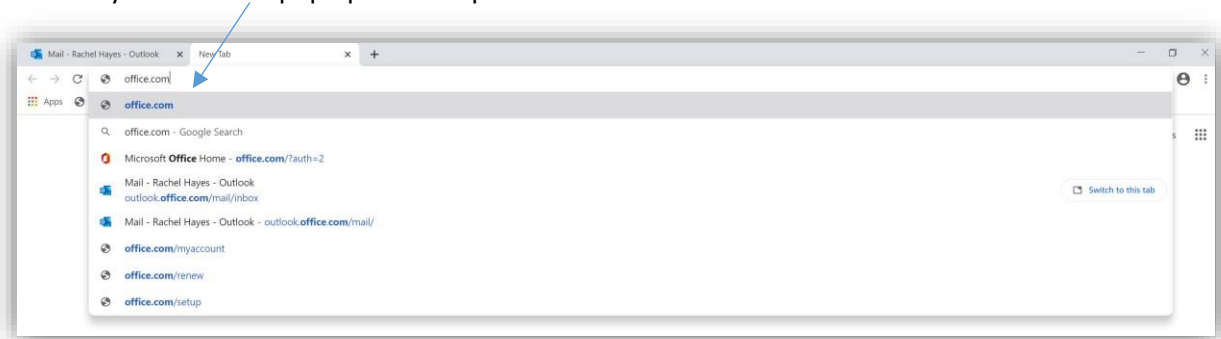 Mail - Rachel Hayes - Outlook New Tab
office.com
Apps
office.com
office.com - Google Search
Microsoft Office Home - office.com/?auth=2
Mail - Rachel Hayes - Outlook
outlook.office.com/mail/inbox
Switch to this tab
Mail - Rachel Hayes - Outlook - outlook.office.com/mail/
office.com/myaccount
office.com/renew
office.com/setup